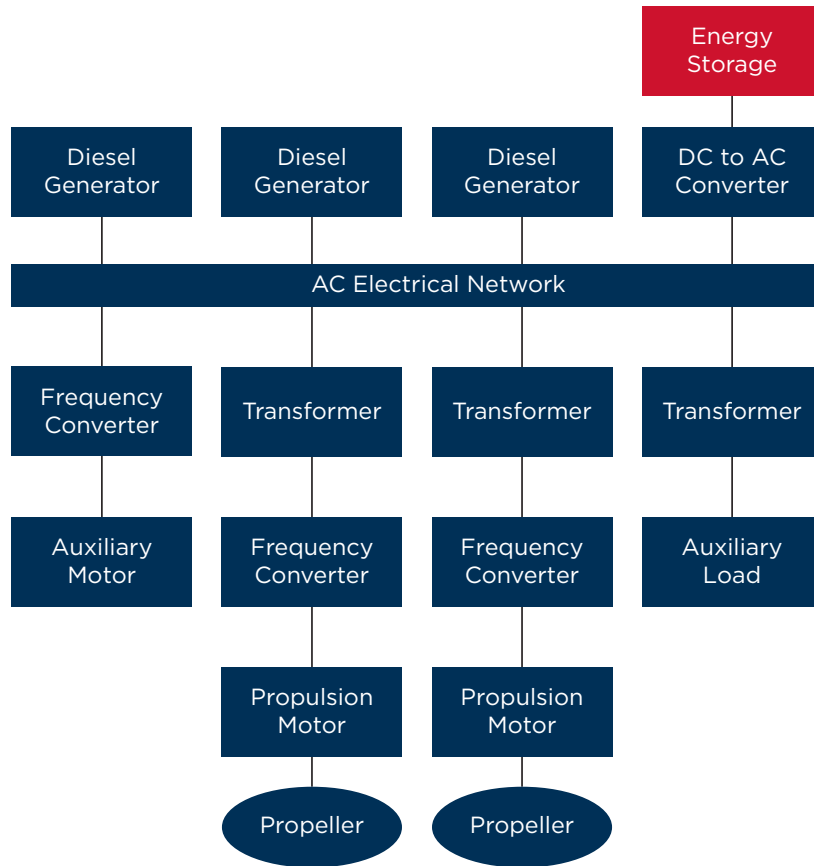 Energy
Storage
Diesel
Generator
Diesel
Generator
Diesel
Generator
DC to AC
Converter
AC Electrical Network
Frequency
Converter
Transformer
Transformer
Transformer
Auxiliary
Motor
Frequency
Converter
Frequency
Converter
Auxiliary
Load
Propulsion
Motor
Propulsion
Motor
Propeller
Propeller